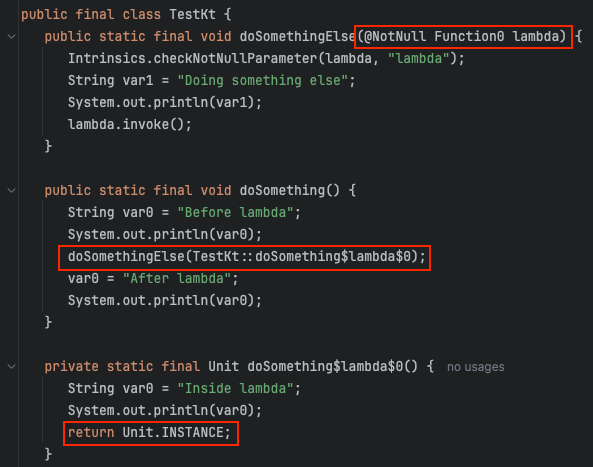 public final class TestKt {
public static final void doSomethingElse(@NotNull Function0 lambda) {
Intrinsics.checkNotNullParameter(lambda, "lambda");
String var1 = "Doing something else";
System.out.println(var1);
lambda.invoke();
}
public static final void doSomething() {
String var0 = "Before lambda";
System.out.println(var0);
doSomethingElse(TestKt::doSomething$lambda$0);
var0 = "After lambda";
System.out.println(var0);
}
private static final Unit doSomething$lambda$0() { no usages
String var0 = "Inside lambda";
System.out.println(var0);
return Unit.INSTANCE;
}